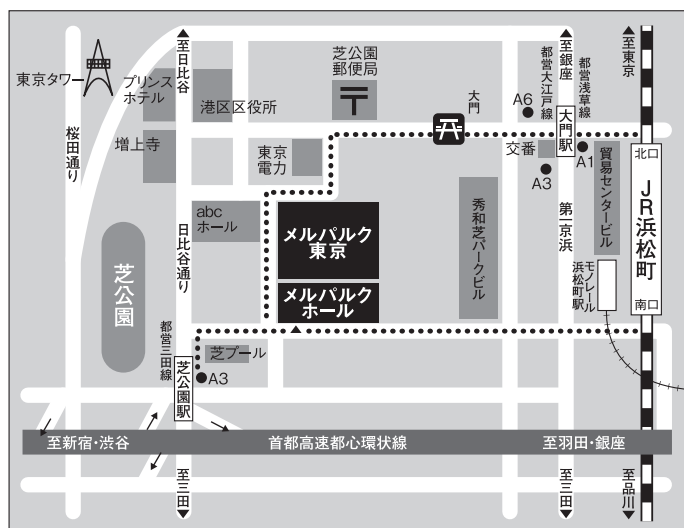 至日比谷
芝公園
郵便局
〒
至銀座
都営大江戸線
都営浅草線
至東京
東京タワー
プリンス
ホテル
港区区役所
大門
A6
大門駅
桜田通り
増上寺
東京
電力
交番
A3
A1
貿易センタービル
北口
JR浜松町
南口
abc
ホール
メルパルク
東京
秀和芝パークビル
第一京浜
モノレール
浜松町駅
芝公園
日比谷通り
メルパルク
ホール
都営三田線
芝プール
芝公園駅
A3
至新宿・渋谷
首都高速都心環状線
至羽田・銀座
至三田
至三田
至品川